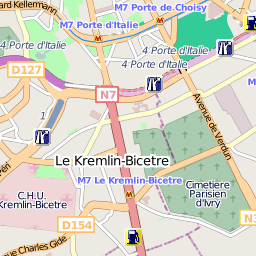 ard Kellermann
M7 Porte de Choisy
M7 Porte d'Italie
4 Porte d'Italie
4 Porte d'Italie
4 Porte d'Italie
D127
N7
1
Avenue de Verdun
Le Kremlin-Bicetre
M7 Le Kremlin-Bicetre
C.H.U.
Kremlin-Bicetre
Cimetière
Parisien
d'Ivry
D154
N3
ue Charles Gide